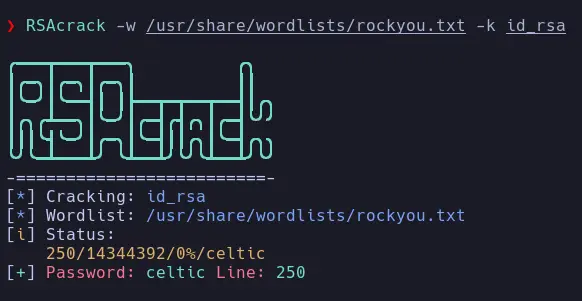 ❯ RSAcrack -w /usr/share/wordlists/rockyou.txt -k id_rsa
RSAcrack
-=========================-
[*] Cracking: id_rsa
[*] Wordlist: /usr/share/wordlists/rockyou.txt
[i] Status:
250/14344392/0%/celtic
[+] Password: celtic Line: 250